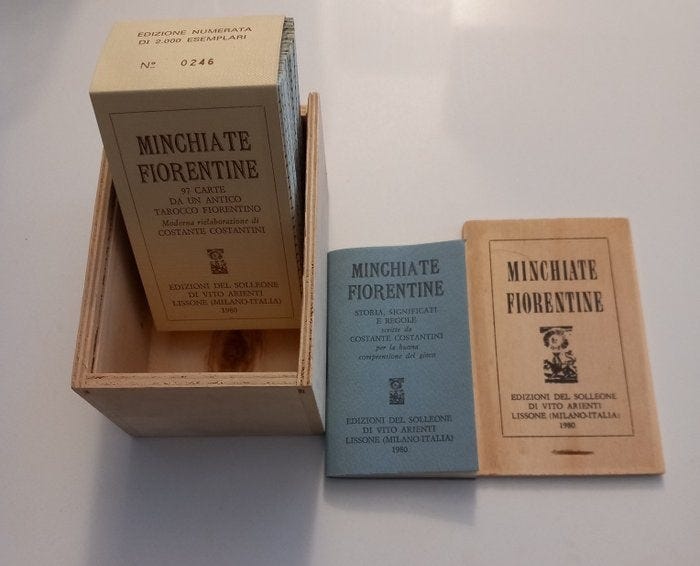 EDIZIONE NUMERATA
DI 2.000 ESEMPLARI
Nº 0246
MINCHIATE
FIORENTINE
97 CARTE
DA UN ANTICO
TAROCCO FIORENTINO
Moderna rielaborazione di
COSTANTE COSTANTINI
EDIZIONI DEL SOLLEONE
DI VITO ARIENTI
LISSONE (MILANO-ITALIA)
1980
MINCHIATE
FIORENTINE
STORIA, SIGNIFICATI
E REGOLE
scritte da
COSTANTE COSTANTINI
per la buona
comprensione del gioco
EDIZIONI DEL SOLLEONE
DI VITO ARIENTI
LISSONE (MILANO-ITALIA)
1980
MINCHIATE
FIORENTINE
EDIZIONI DEL SOLLEONE
DI VITO ARIENTI
LISSONE (MILANO-ITALIA)
1980